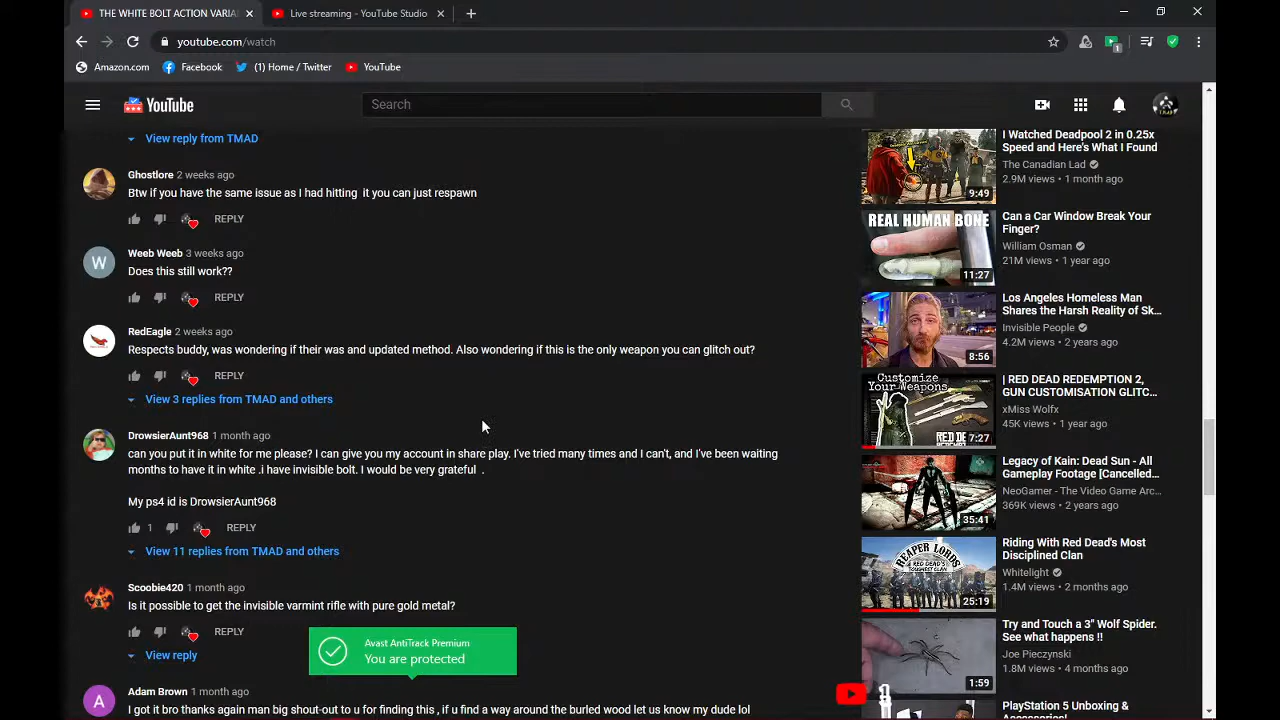 THE WHITE BOLT ACTION VARIA
Live streaming - YouTube Studio
youtube.com/watch
Amazon.com
Facebook
(1) Home / Twitter
YouTube
YouTube
Search
View reply from TMAD
Ghostlore 2 weeks ago
Btw if you have the same issue as I had hitting it you can just respawn
REPLY
W
Weeb Weeb 3 weeks ago
Does this still work??
REPLY
RedEagle 2 weeks ago
Respects buddy, was wondering if their was and updated method. Also wondering if this is the only weapon you can glitch out?
REPLY
View 3 replies from TMAD and others
DrowsierAunt968 1 month ago
can you put it in white or me please? I can give you my account in share play. I've tried many times and I can't, and I've been waiting
months to have it in white .i have invisible bolt. I would be very grateful .
My ps4 id is DrowsierAunt968
1 REPLY
View 11 replies from TMAD and others
Scoobie420 1 month ago
Is it possible to get the invisible varmint rifle with pure gold metal?
REPLY
View reply
Avast AntiTrack Premium
You are protected
A
Adam Brown 1 month ago
I got it bro thanks again man big shout-out to u for finding this , if u find a way around the burled wood let us know my dude lol
9:49
I Watched Deadpool 2 in 0.25x
Speed and Here's What I Found
The Canadian Lad
2.9M views • 1 month ago
REAL HUMAN BONE
11:27
Can a Car Window Break Your
Finger?
William Osman
21M views • 1 year ago
8:56
Los Angeles Homeless Man
Shares the Harsh Reality of Sk...
Invisible People
4.2M views • 2 years ago
Customize
Your Weapons
RED DE
7:27
| RED DEAD REDEMPTION 2,
GUN CUSTOMISATION GLITC...
xMiss Wolfx
45K views • 1 year ago
35:41
Legacy of Kain: Dead Sun - All
Gameplay Footage [Cancelled...
NeoGamer - The Video Game Arc...
369K views • 2 years ago
REAPER LORDS
RED DEAD'S
TOUGHEST CLAN
25:19
Riding With Red Dead's Most
Disciplined Clan
Whitelight
1.4M views • 2 months ago
1:59
Try and Touch a 3" Wolf Spider.
See what happens !!
Joe Pieczynski
1.8M views • 4 months ago
PlayStation 5 Unboxing &
Accessories!